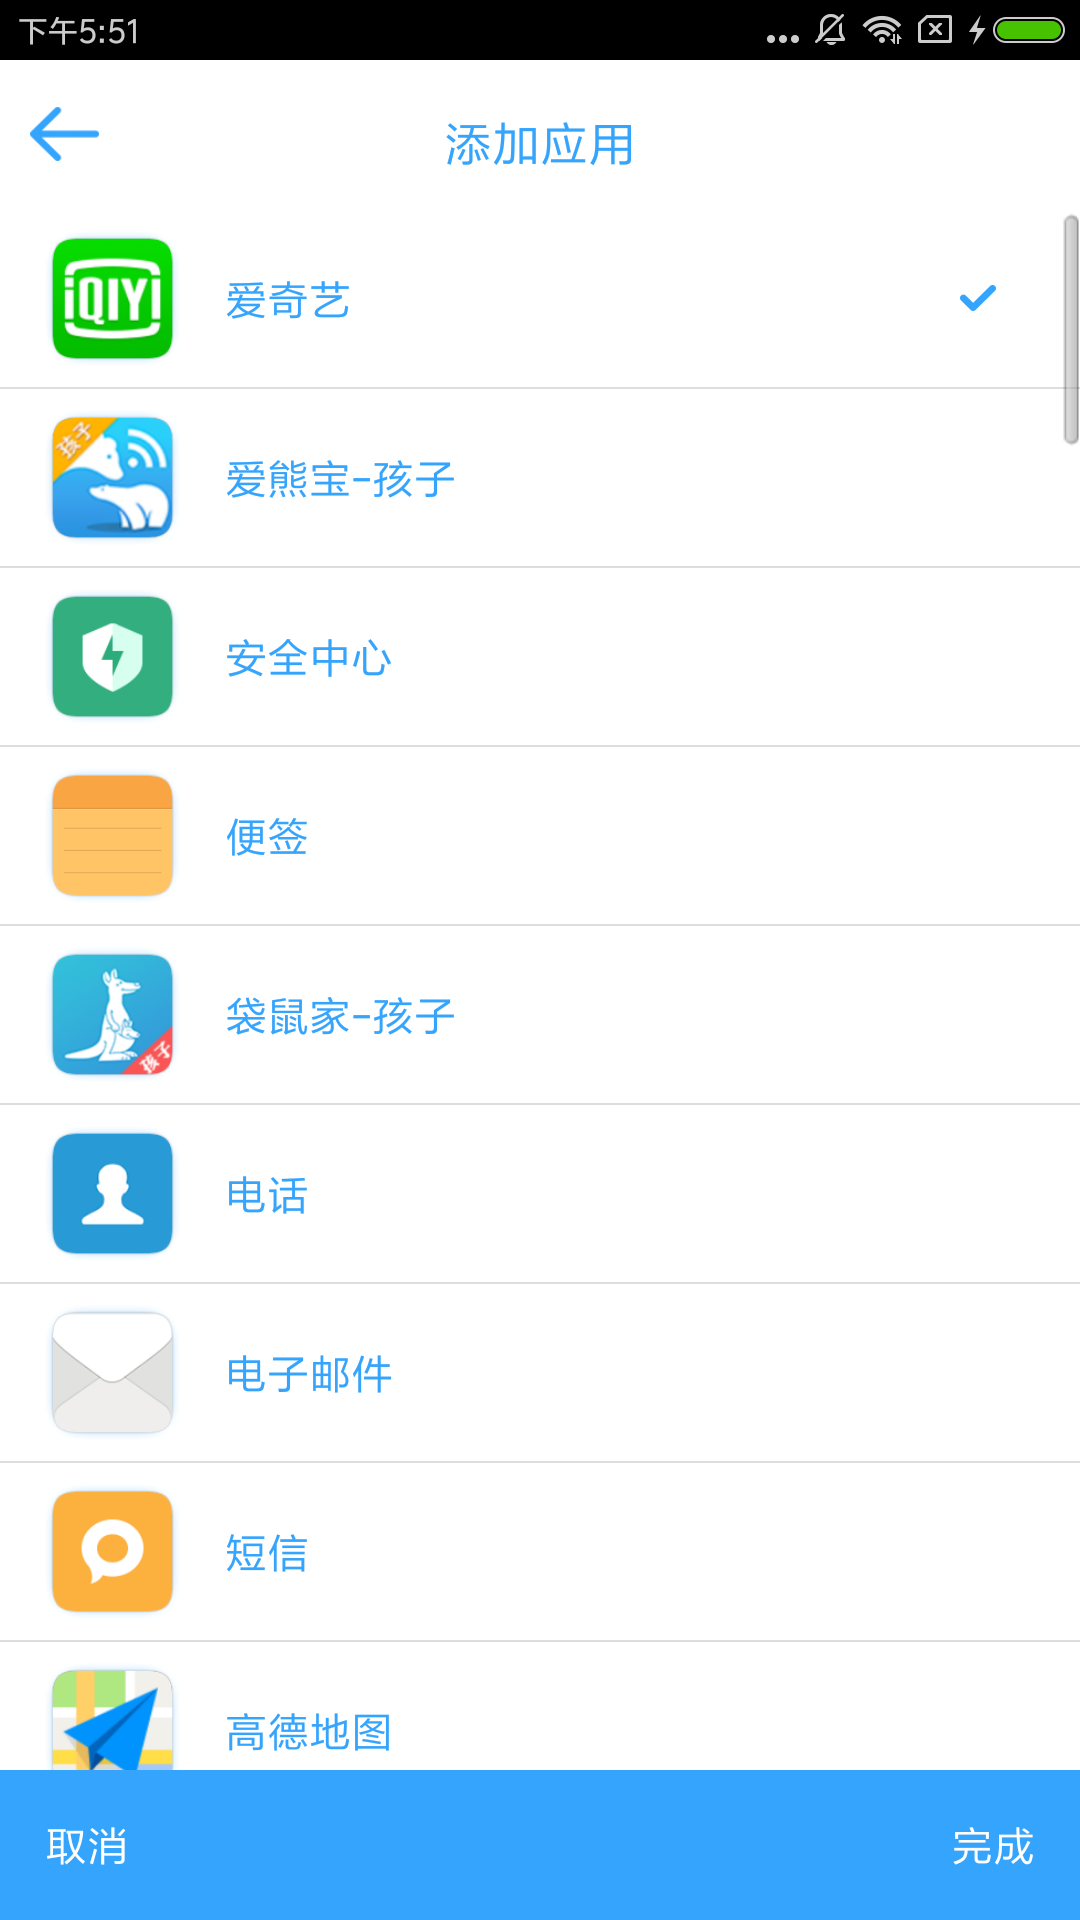 下午5:51
添加应用
iQIYI
爱奇艺
孩子
爱熊宝-孩子
安全中心
便签
孩子
袋鼠家-孩子
电话
电子邮件
短信
高德地图
取消
完成